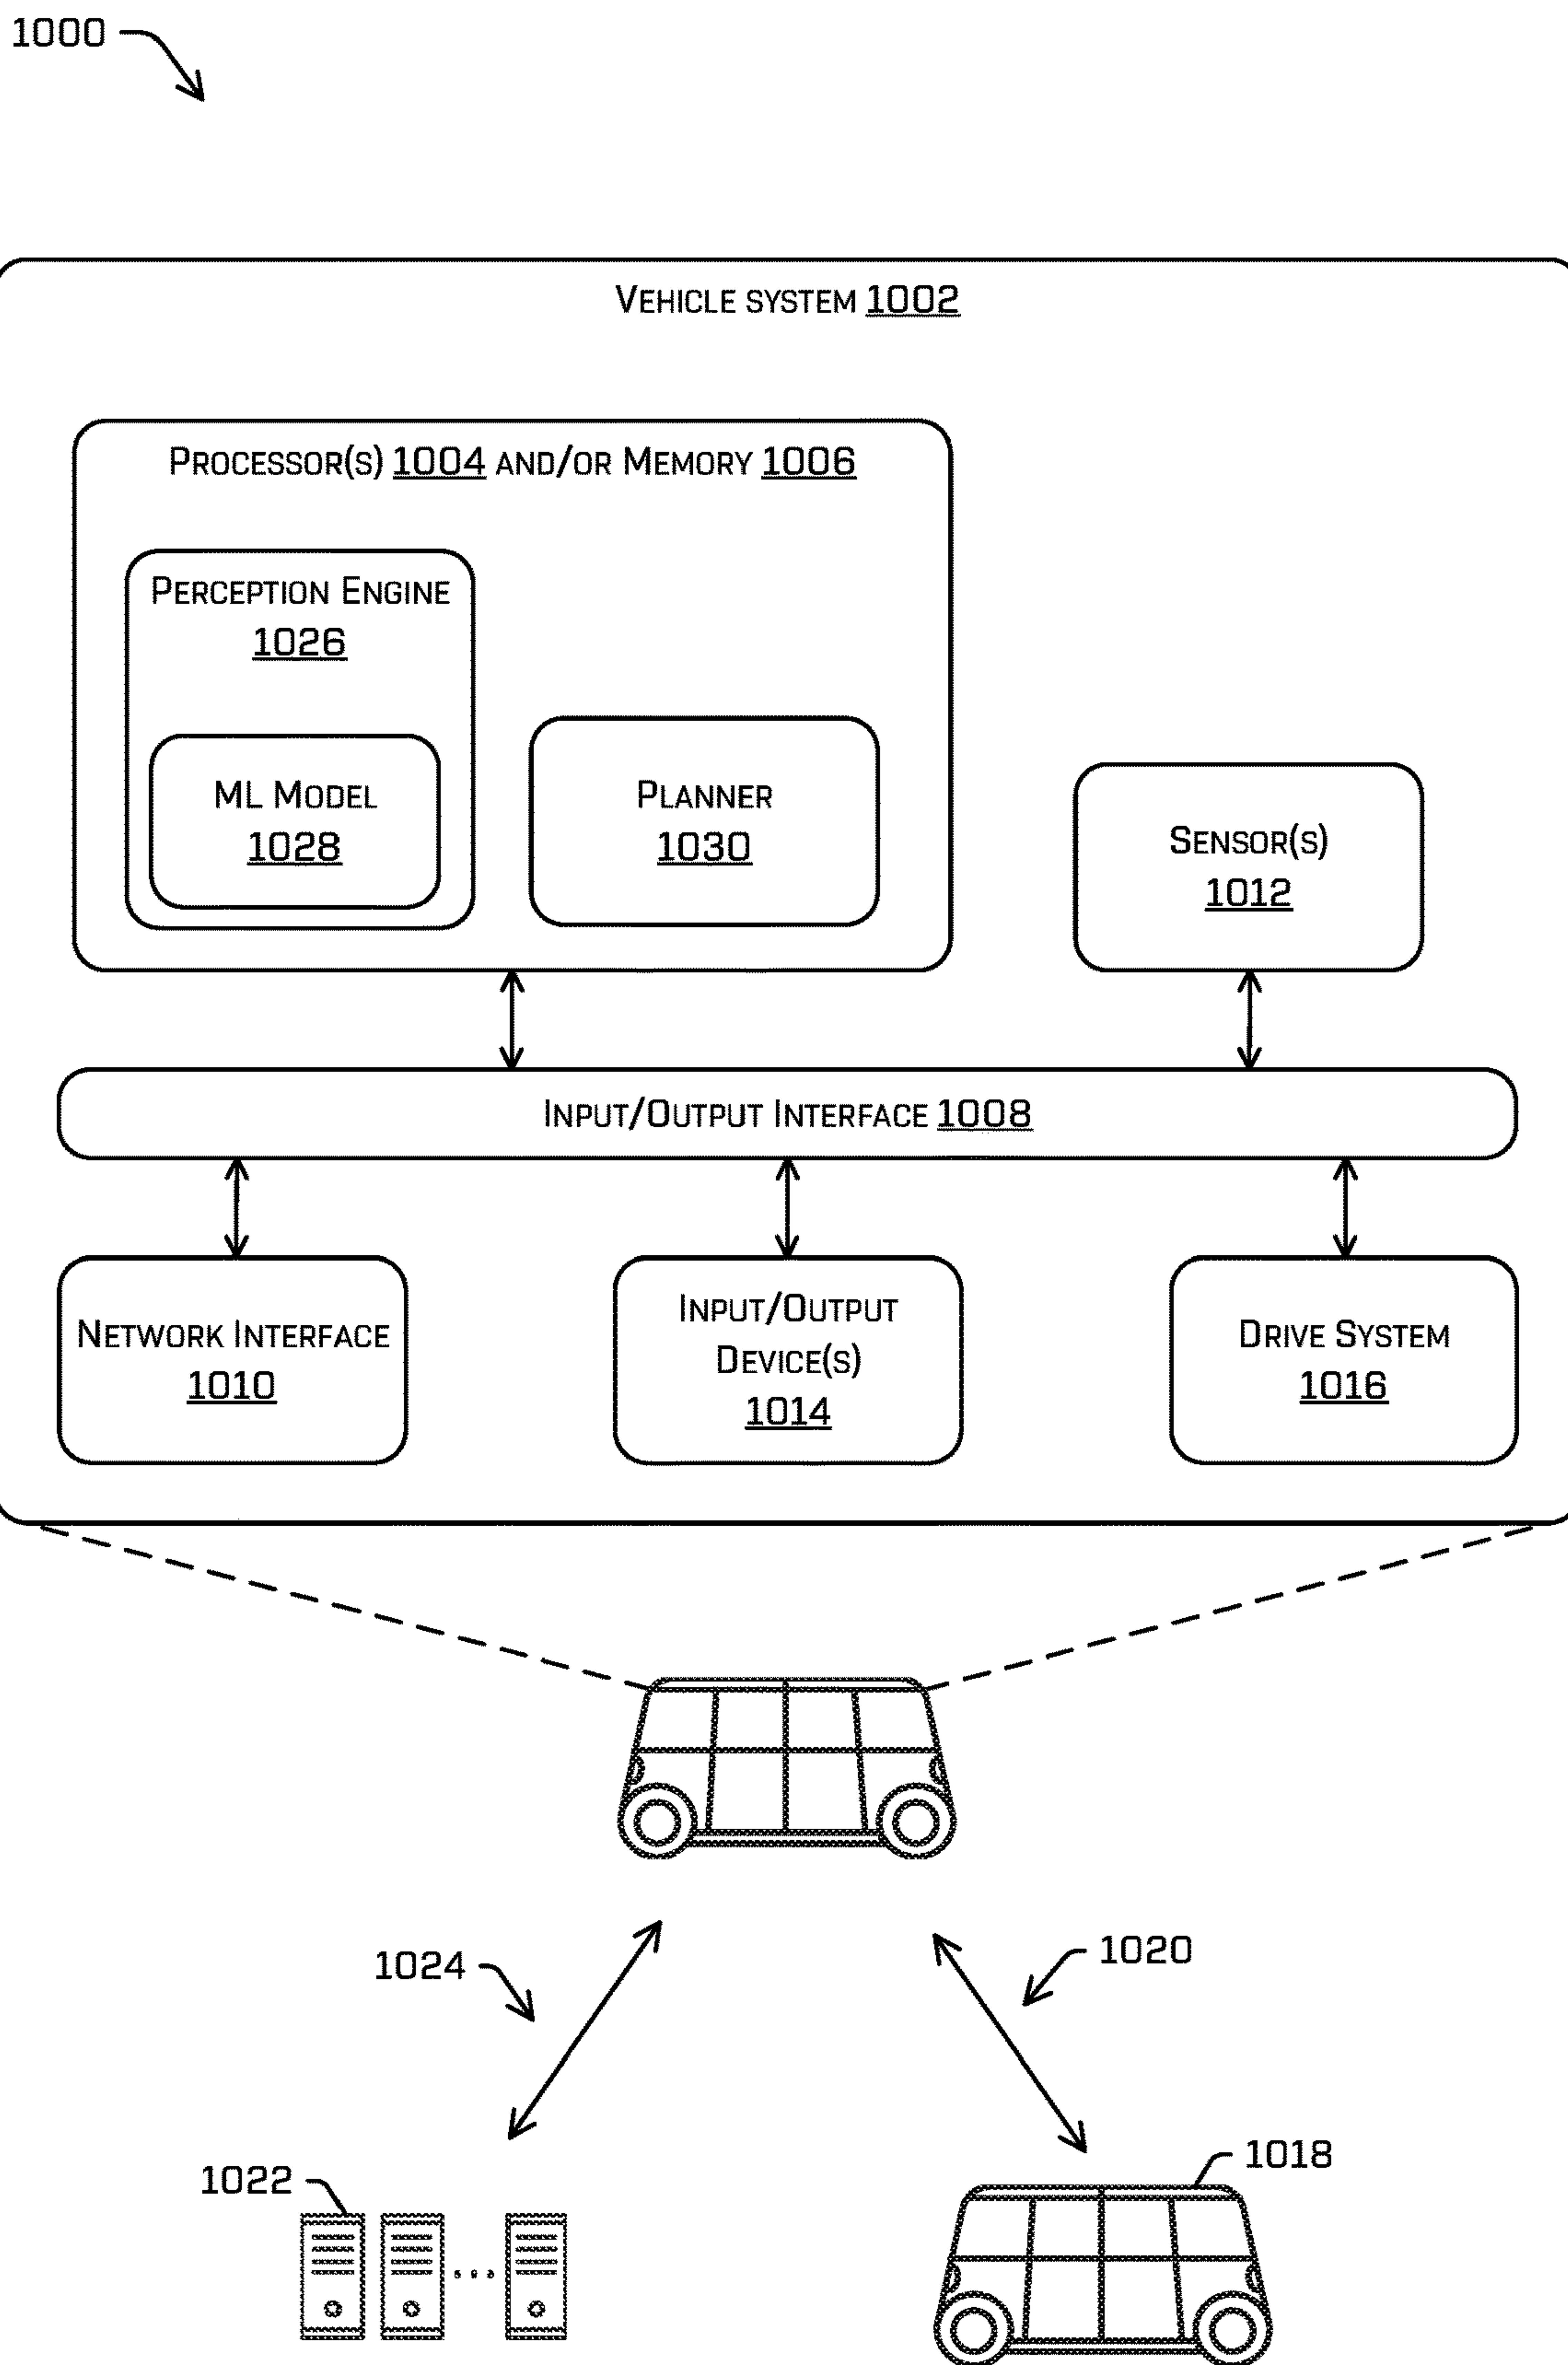 1000
Vehicle system 1002
Processor(s) 1004 and/or Memory 1006
Perception Engine
1026
ML Model
1028
Planner
1030
Sensor(s)
1012
Input/Output Interface 1008
Network Interface
1010
Input/Output
Device(s)
1014
Drive System
1016
1024
1020
1022
1018